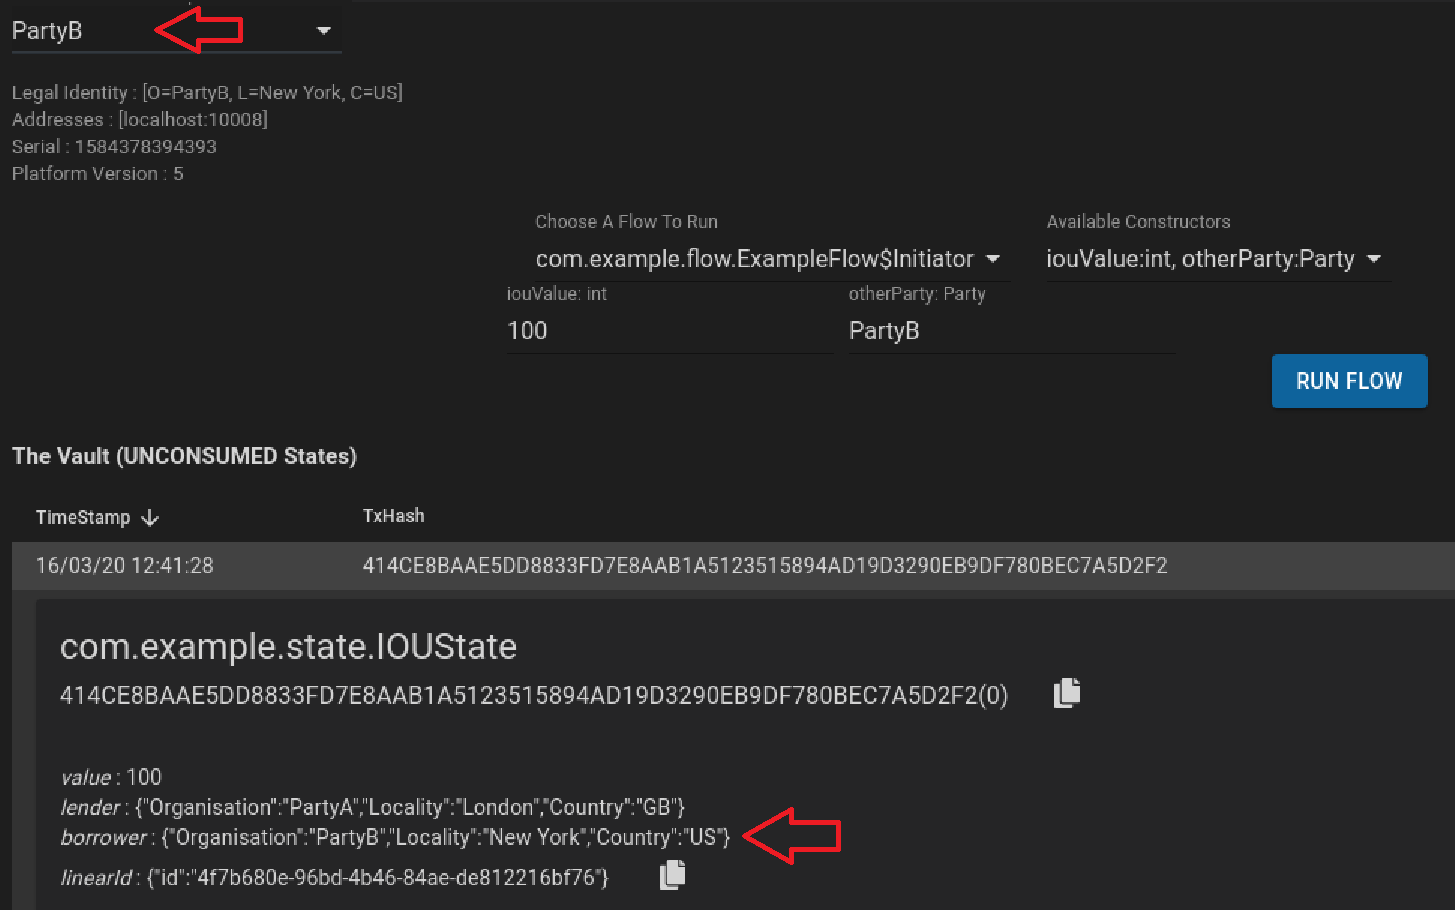 PartyB
Legal Identity : [O=PartyB, L=New York, C=US]
Addresses : [localhost:10008]
Serial : 1584378394393
Platform Version : 5
Choose A Flow To Run
Available Constructors
com.example.flow.ExampleFlow$Initiator
iouValue:int, otherParty:Party
iouValue: int
otherParty: Party
100
PartyB
RUN FLOW
The Vault (UNCONSUMED States)
TimeStamp TxHash
16/03/20 12:41:28 414CE8BAAE5DD8833FD7E8AAB1A5123515894AD19D3290EB9DF780BEC7A5D2F2
com.example.state.IOUState
414CE8BAAE5DD8833FD7E8AAB1A5123515894AD19D3290EB9DF780BEC7A5D2F2(0)
value : 100
lender : {"Organisation":"PartyA","Locality":"London","Country":"GB"}
borrower : {"Organisation":"PartyB","Locality":"New York","Country":"US"}
linearId : {"id":"4f7b680e-96bd-4b46-84ae-de812216bf76"}